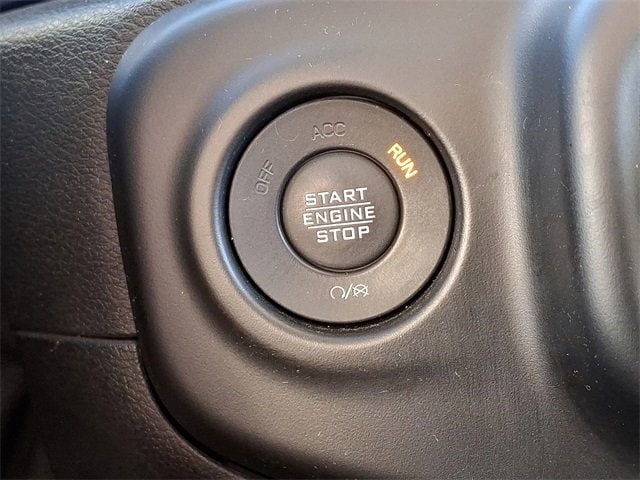 OFF
ACC
RUN
START
ENGINE
STOP